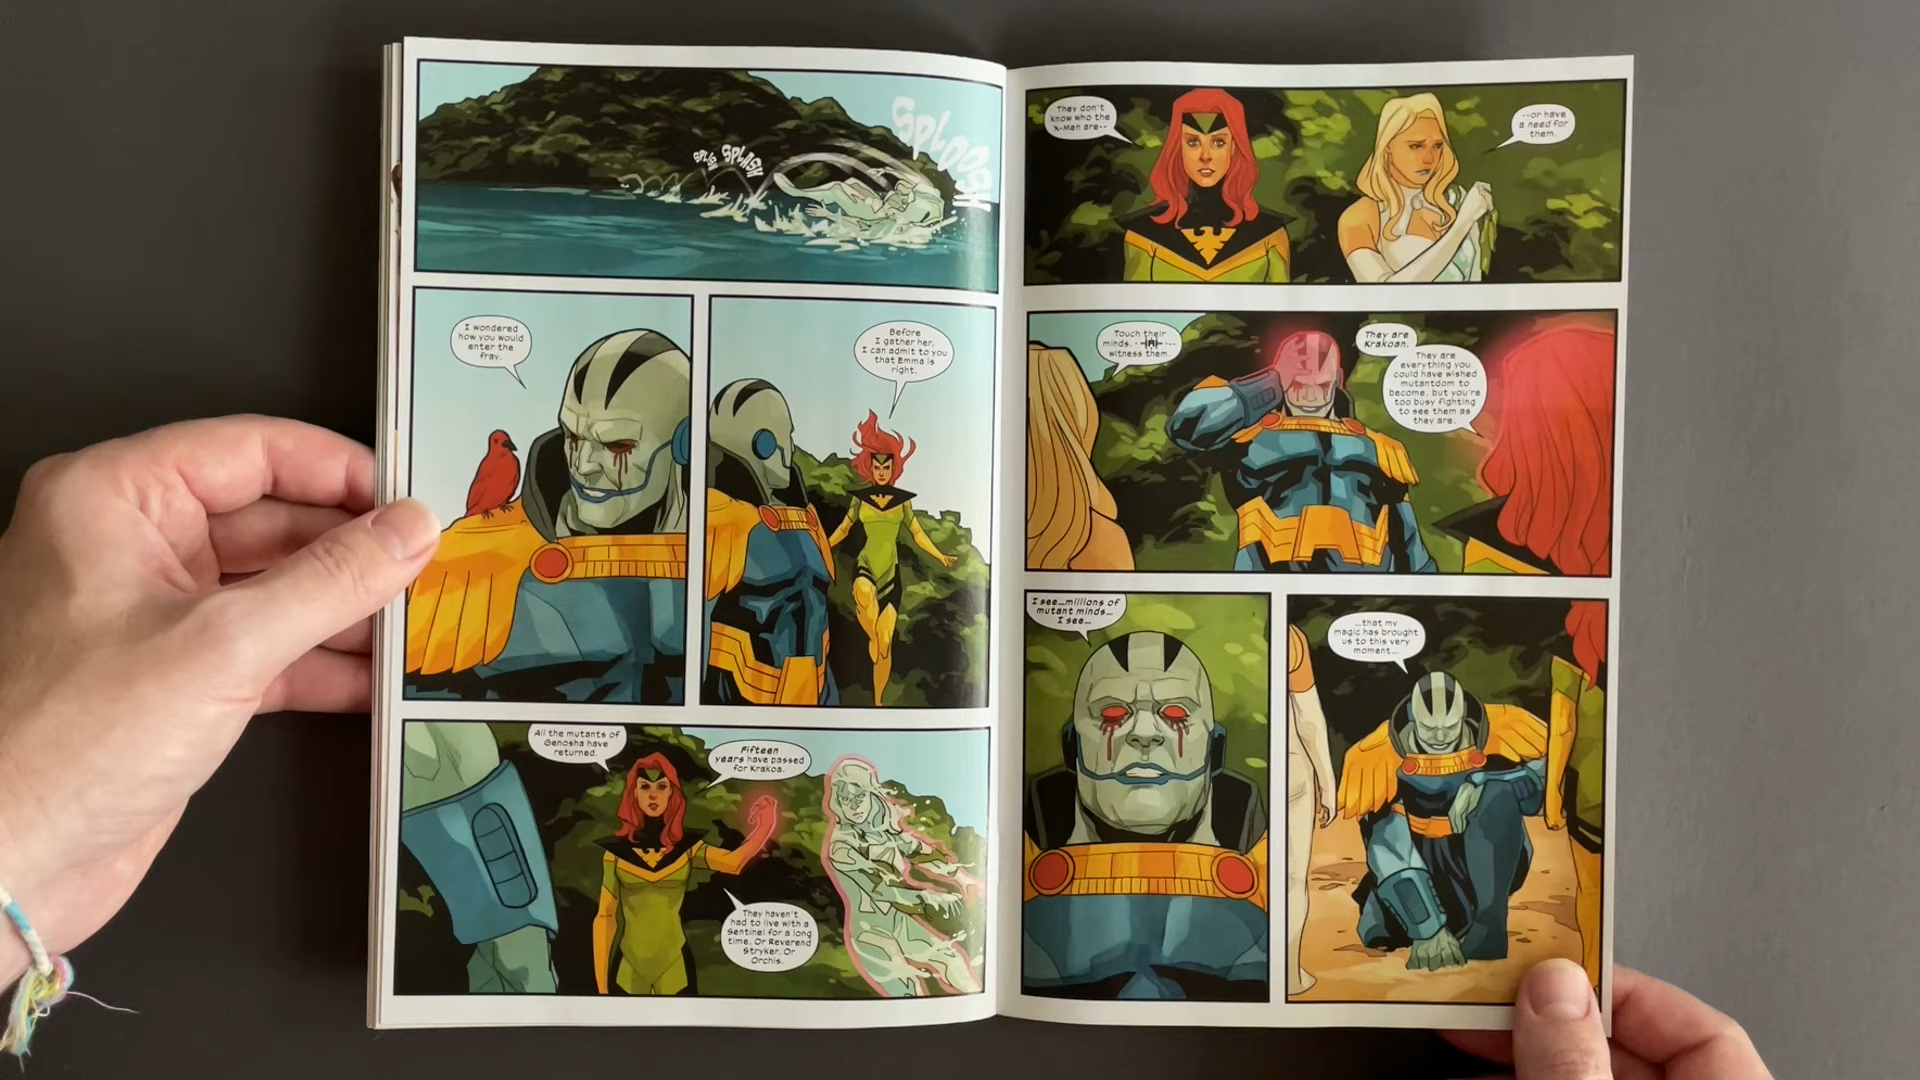 SPLISH
SPLASH
SPLOOSH
I wondered
how you would
enter the
fray.
Before
I gather her,
I can admit to you
that Emma is
right.
All the mutants of
Genosha have
returned.
Fifteen
years have passed
for Krakoa.
They haven't
had to live with a
Sentinel for a long
time. Or Reverend
Stryker. Or
Orchis.
They don't
know who the
X-Men are--
--or have
a need for
them.
Touch their
minds,
witness them.
They are
Krakoan.
They are
everything you
could have wished
mutantdom to
become, but you're
too busy fighting
to see them as
they are.
I see...millions of
mutant minds...
I see...
...that my
magic has brought
us to this very
moment...